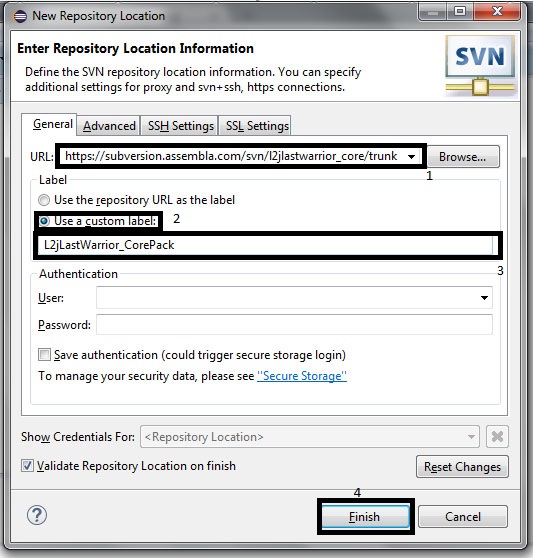 New Repository Location
Enter Repository Location Information
Define the SVN repository location information. You can specify
additional settings for proxy and svn+ssh, https connections.
SVN
General Advanced SSH Settings SSL Settings
URL: https://subversion.assembla.com/svn/l2jlastwarrior_core/trunk Browse...
1
Label
Use the repository URL as the label
Use a custom label: 2
L2jLastWarrior_CorePack
3
Authentication
User:
Password:
Save authentication (could trigger secure storage login)
To manage your security data, please see "Secure Storage"
Show Credentials For: <Repository Location>
Validate Repository Location on finish Reset Changes
4
? Finish Cancel